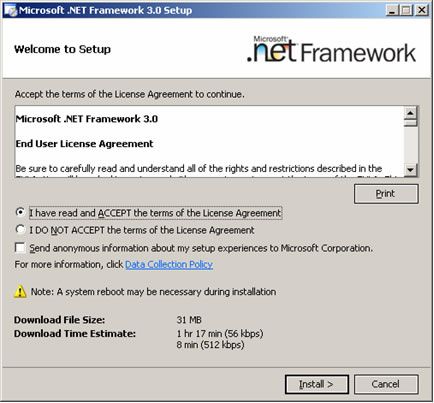 Microsoft .NET Framework 3.0 Setup
Welcome to Setup
Microsoft
.net Framework
Accept the terms of the License Agreement to continue.
Microsoft .NET Framework 3.0
End User License Agreement
Be sure to carefully read and understand all of the rights and restrictions described in the
Print
I have read and ACCEPT the terms of the License Agreement
I DO NOT ACCEPT the terms of the License Agreement
Send anonymous information about my setup experiences to Microsoft Corporation.
For more information, click Data Collection Policy
Note: A system reboot may be necessary during installation
Download File Size: 31 MB
Download Time Estimate: 1 hr 17 min (56 kbps)
8 min (512 kbps)
Install > Cancel